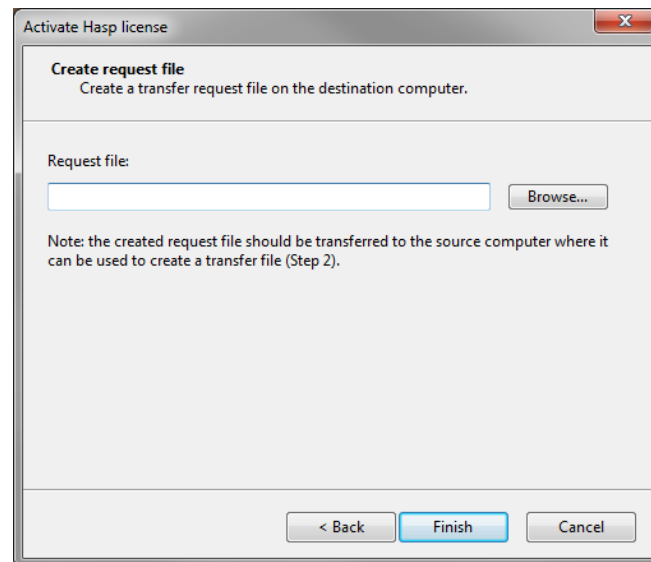 Activate Hasp license
Create request file
Create a transfer request file on the destination computer.
Request file:
Browse...
Note: the created request file should be transferred to the source computer where it
can be used to create a transfer file (Step 2).
< Back
Finish
Cancel